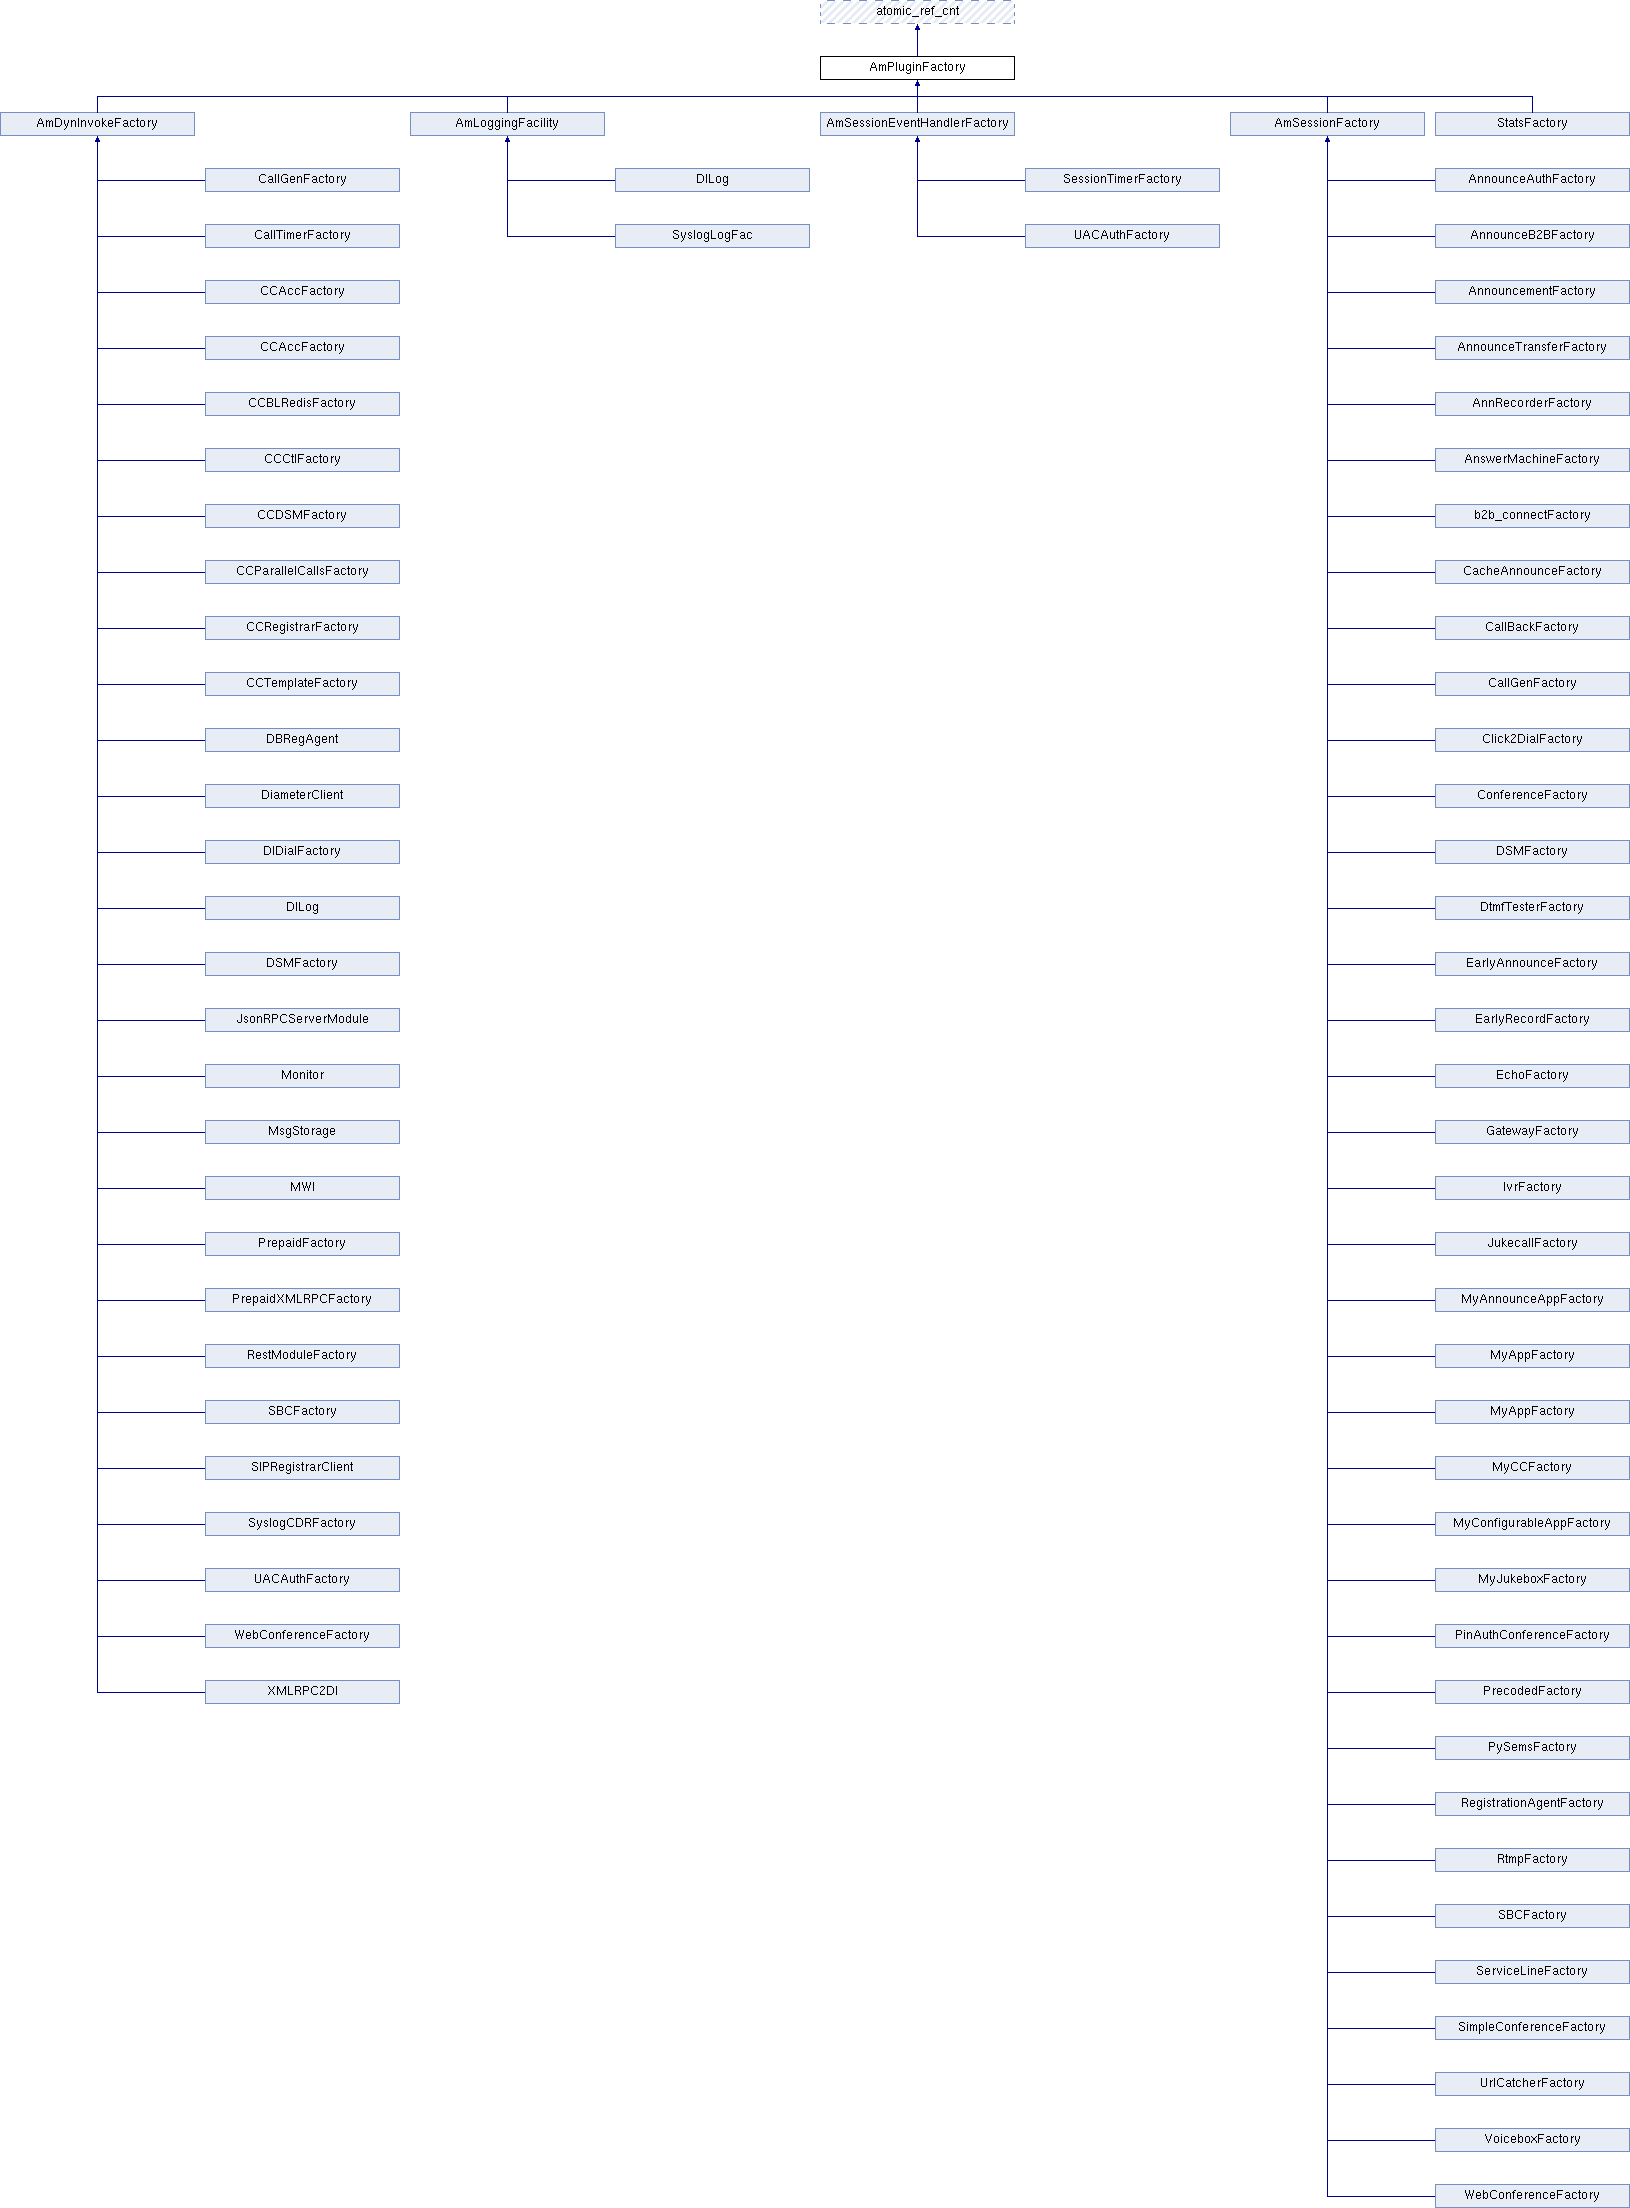 atomic_ref_cnt
AmPluginFactory
AmDynInvokeFactory
AmLoggingFacility
AmSessionEventHandlerFactory
AmSessionFactory
StatsFactory
CallGenFactory
DILog
SessionTimerFactory
AnnounceAuthFactory
CallTimerFactory
SyslogLogFac
UACAuthFactory
AnnounceB2BFactory
CCAccFactory
AnnouncementFactory
CCAccFactory
AnnounceTransferFactory
CCBLRedisFactory
AnnRecorderFactory
CCCtlFactory
AnswerMachineFactory
CCDSMFactory
b2b_connectFactory
CCParallelCallsFactory
CacheAnnounceFactory
CCRegistrarFactory
CallBackFactory
CCTemplateFactory
CallGenFactory
DBRegAgent
Click2DialFactory
DiameterClient
ConferenceFactory
DIDialFactory
DSMFactory
DILog
DtmfTesterFactory
DSMFactory
EarlyAnnounceFactory
JsonRPCServerModule
EarlyRecordFactory
Monitor
EchoFactory
MsgStorage
GatewayFactory
MWI
IvrFactory
PrepaidFactory
JukecallFactory
PrepaidXMLRPCFactory
MyAnnounceAppFactory
RestModuleFactory
MyAppFactory
SBCFactory
MyAppFactory
SIPRegistrarClient
MyCCFactory
SyslogCDRFactory
MyConfigurableAppFactory
UACAuthFactory
MyJukeboxFactory
WebConferenceFactory
PinAuthConferenceFactory
XMLRPC2DI
PrecodedFactory
PySemsFactory
RegistrationAgentFactory
RtmpFactory
SBCFactory
ServiceLineFactory
SimpleConferenceFactory
UrlCatcherFactory
VoiceboxFactory
WebConferenceFactory